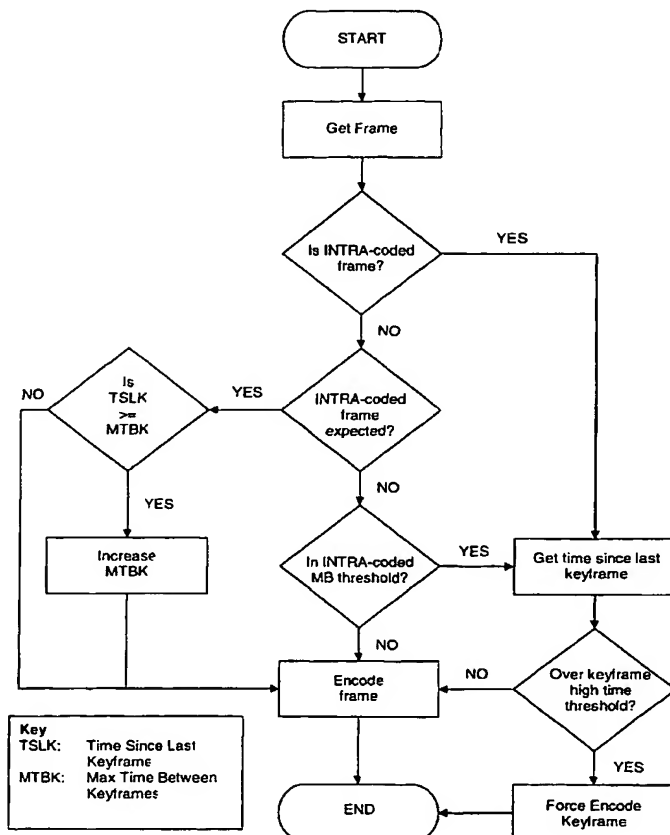 START
Get Frame
Is INTRA-coded
frame?
YES
NO
Is
TSLK
>=
MTBK
NO
YES
INTRA-coded
frame
expected?
YES
NO
Increase
MTBK
In INTRA-coded
MB threshold?
YES
Get time since last
keyframe
NO
Encode
frame
NO
Over keyframe
high time
threshold?
YES
Key
TSLK: Time Since Last
Keyframe
MTBK: Max Time Between
Keyframes
END
Force Encode
Keyframe